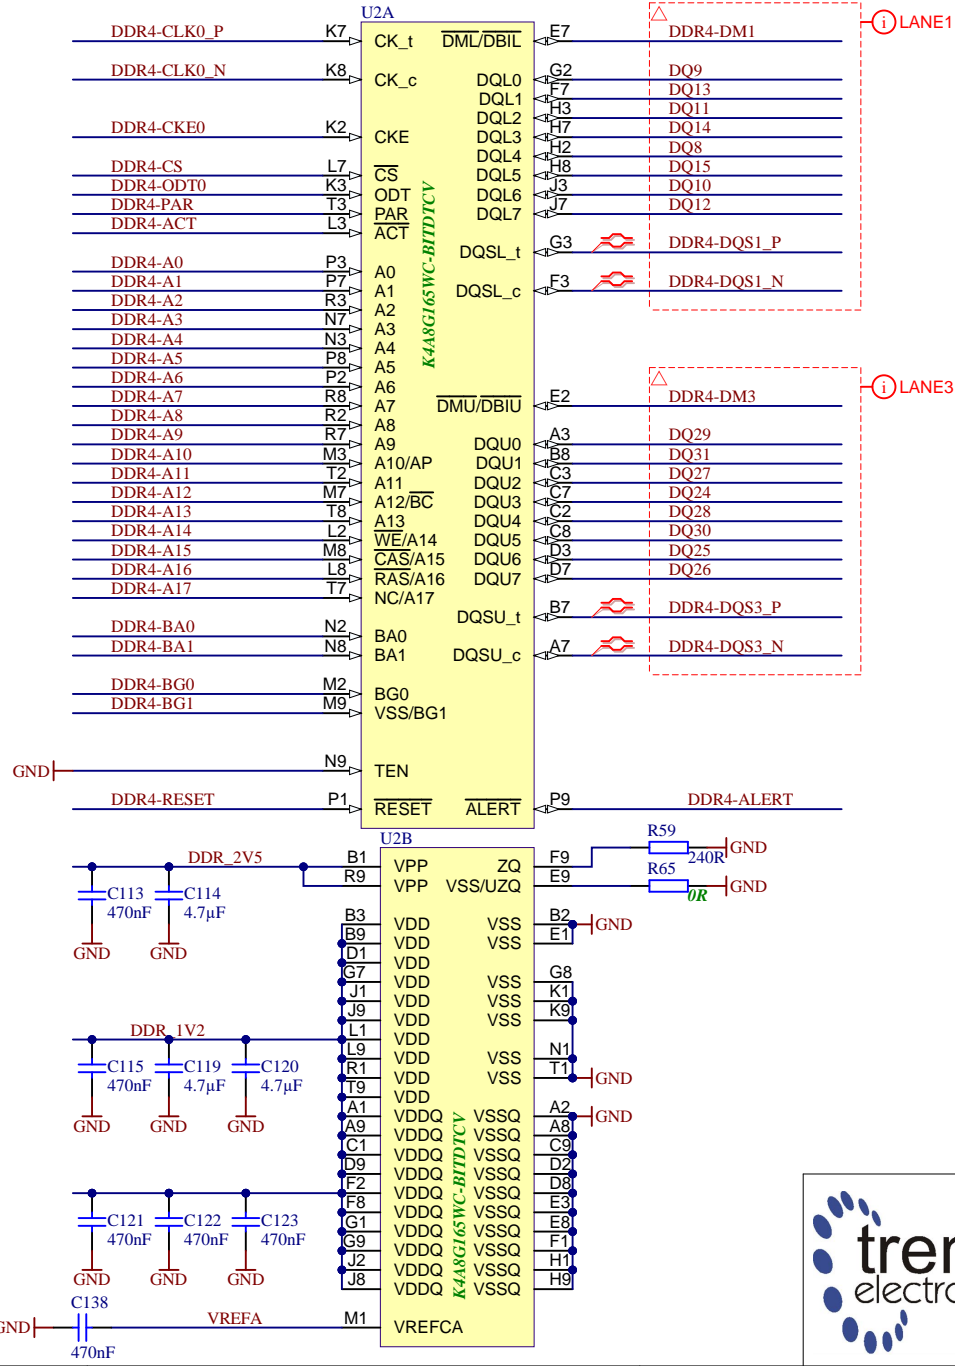 U2A
DDR4-CLK0_P K7 CK_t DML/DBIL E7 DDR4-DM1 i LANE1
DDR4-CLK0_N K8 CK_c DQL0 G2 DQ9
DQL1 F7 DQ13
DQL2 H3 DQ11
DDR4-CKE0 K2 CKE DQL3 H7 DQ14
DQL4 H2 DQ8
DDR4-CS L7 CS DQL5 H8 DQ15
DDR4-ODT0 K3 ODT DQL6 J3 DQ10
DDR4-PAR T3 PAR DQL7 J7 DQ12
DDR4-ACT L3 ACT
DQSL_t G3 DDR4-DQS1_P
DDR4-A0 P3 A0
DDR4-A1 P7 A1 DQSL_c F3 DDR4-DQS1_N
DDR4-A2 R3 A2
DDR4-A3 N7 A3
DDR4-A4 N3 A4
DDR4-A5 P8 A5
DDR4-A6 P2 A6 i LANE3
DDR4-A7 R8 A7 DMU/DBIU E2 DDR4-DM3
DDR4-A8 R2 A8
DDR4-A9 R7 A9 DQU0 A3 DQ29
DDR4-A10 M3 A10/AP DQU1 B8 DQ31
DDR4-A11 T2 A11 DQU2 C3 DQ27
DDR4-A12 M7 A12/BC DQU3 C7 DQ24
DDR4-A13 T8 A13 DQU4 C2 DQ28
DDR4-A14 L2 WE/A14 DQU5 C8 DQ30
DDR4-A15 M8 CAS/A15 DQU6 D3 DQ25
DDR4-A16 L8 RAS/A16 DQU7 D7 DQ26
DDR4-A17 T7 NC/A17
DQSU_t B7 DDR4-DQS3_P
DDR4-BA0 N2 BA0
DDR4-BA1 N8 BA1 DQSU_c A7 DDR4-DQS3_N
DDR4-BG0 M2 BG0
DDR4-BG1 M9 VSS/BG1
GND N9 TEN
DDR4-RESET P1 RESET ALERT P9 DDR4-ALERT
K4A8G165WC-BITDTCV
U2B
DDR_2V5 B1 VPP ZQ F9 R59 240R GND
R9 VPP VSS/UZQ E9 R65 0R GND
C113 470nF GND
C114 4.7µF GND
B3 VDD VSS B2 GND
B9 VDD VSS E1
D1 VDD
G7 VDD VSS G8
J1 VDD VSS K1
J9 VDD VSS K9
DDR_1V2 L1 VDD
L9 VDD VSS N1
R1 VDD VSS T1 GND
T9 VDD
C115 470nF GND
C119 4.7µF GND
C120 4.7µF GND
A1 VDDQ VSSQ A2 GND
A9 VDDQ VSSQ A8
C1 VDDQ VSSQ C9
D9 VDDQ VSSQ D2
F2 VDDQ VSSQ D8
F8 VDDQ VSSQ E3
G1 VDDQ VSSQ E8
G9 VDDQ VSSQ F1
J2 VDDQ VSSQ H1
J8 VDDQ VSSQ H9
K4A8G165WC-BITDTCV
C121 470nF GND
C122 470nF GND
C123 470nF GND
GND C138 470nF VREFA M1 VREFCA
tren
electro